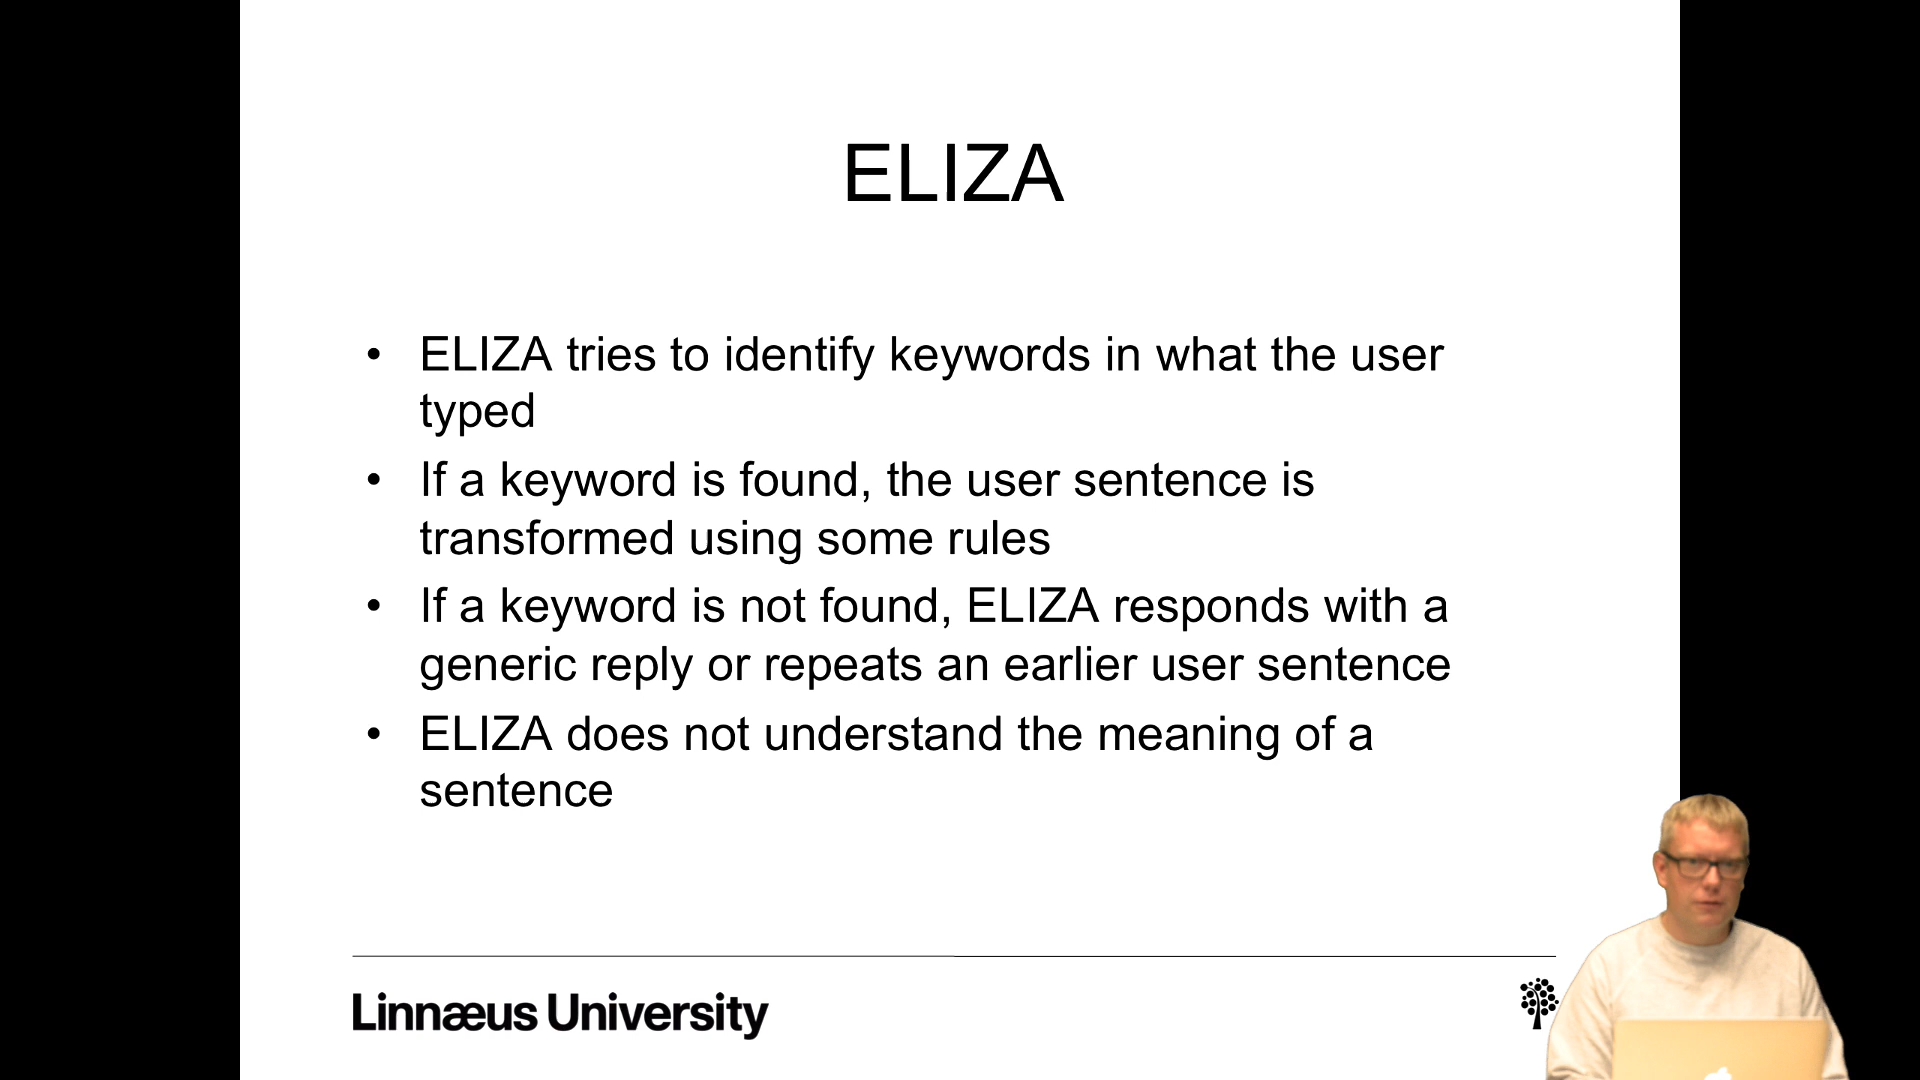 ELIZA
• ELIZA tries to identify keywords in what the user
typed
• If a keyword is found, the user sentence is
transformed using some rules
• If a keyword is not found, ELIZA responds with a
generic reply or repeats an earlier user sentence
• ELIZA does not understand the meaning of a
sentence
Linnæus University